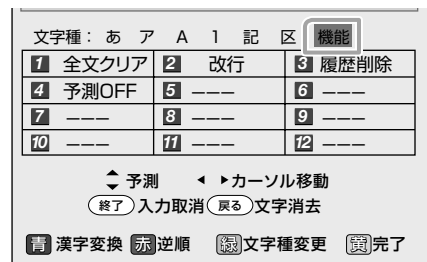 文字種： あ ア A 1 記 区 機能
1 全文クリア 2 改行 3 履歴削除
4 予測OFF 5 −−− 6 −−−
7 −−− 8 −−− 9 −−−
10 −−− 11 −−− 12 −−−
予測 カーソル移動
終了 入力取消 戻る 文字消去
青 漢字変換 赤 逆順 緑 文字種変更 黄 完了